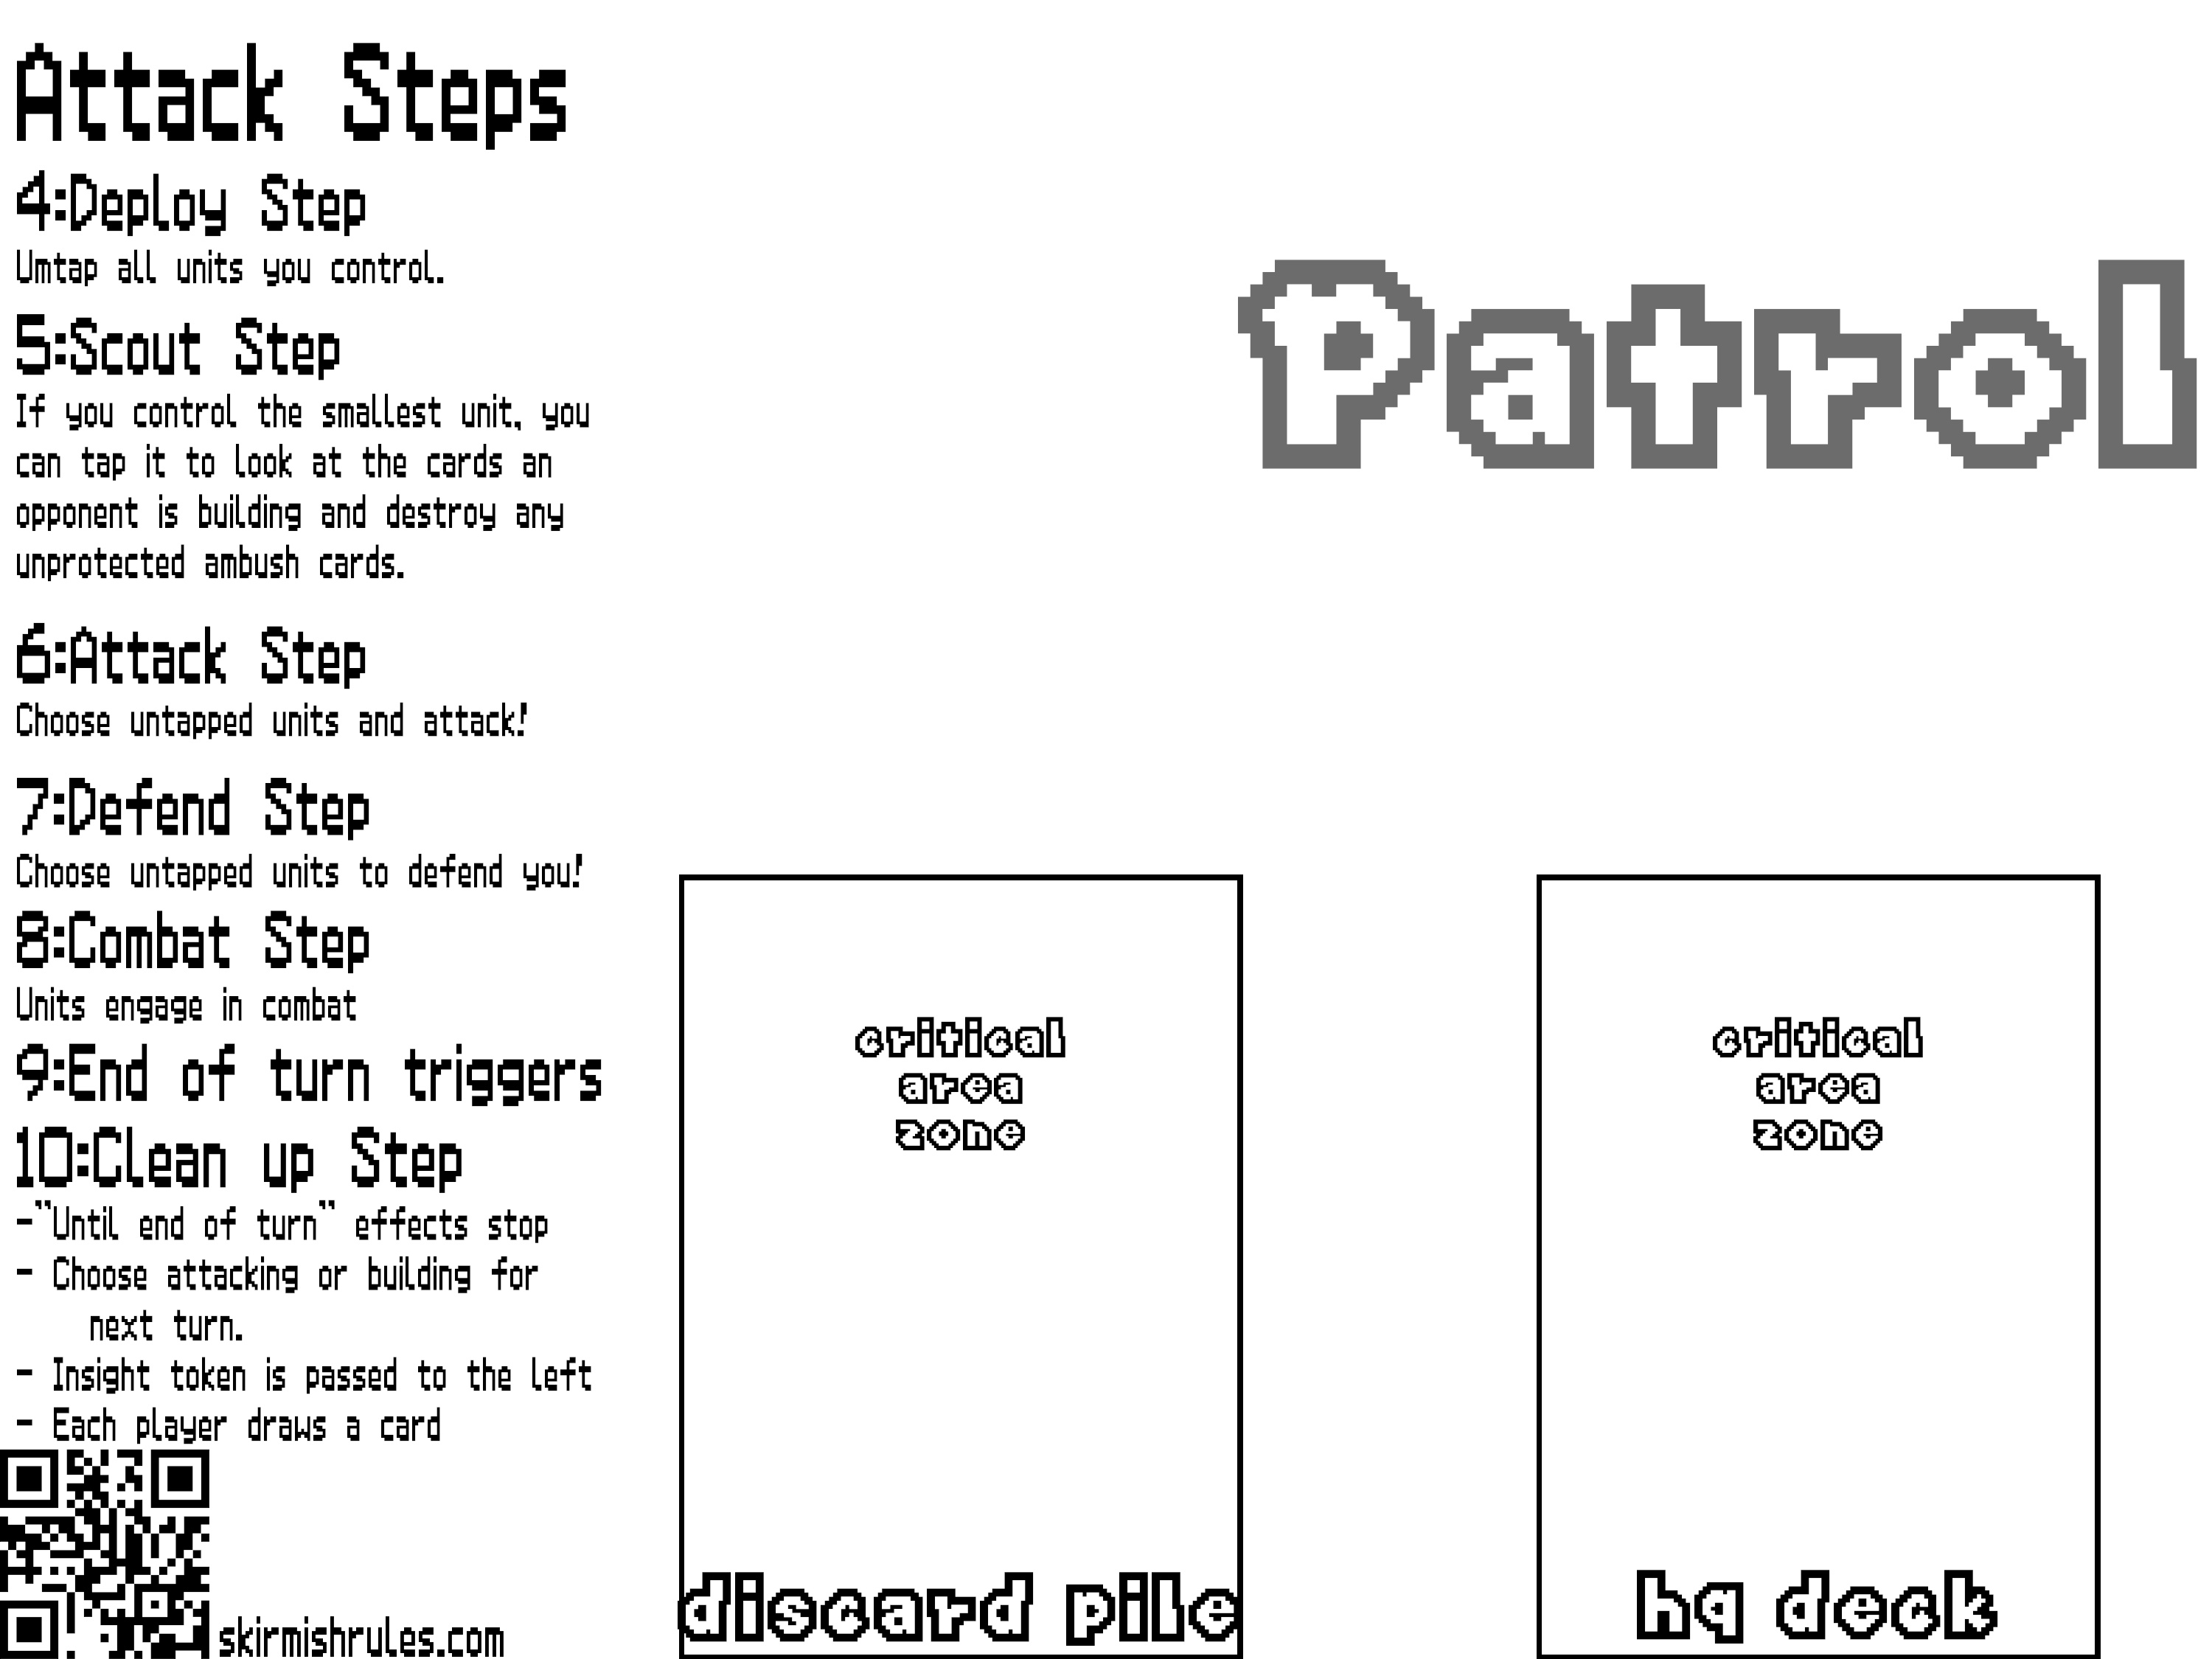 Attack Steps
4:Deploy Step
Umtap all units you control.
5:Scout Step
If you control the smallest unit, you
can tap it to look at the cards an
opponent is building and destroy any
unprotected ambush cards.
6:Attack Step
Choose untapped units and attack!
7:Defend Step
Choose untapped units to defend you!
8:Combat Step
Units engage in combat
9:End of turn triggers
10:Clean up Step
-"Until end of turn" effects stop
- Choose attacking or building for
next turn.
- Insight token is passed to the left
- Each player draws a card
skirmishrules.com
Patrol
critical
area
zone
discard pile
critical
area
zone
hq deck